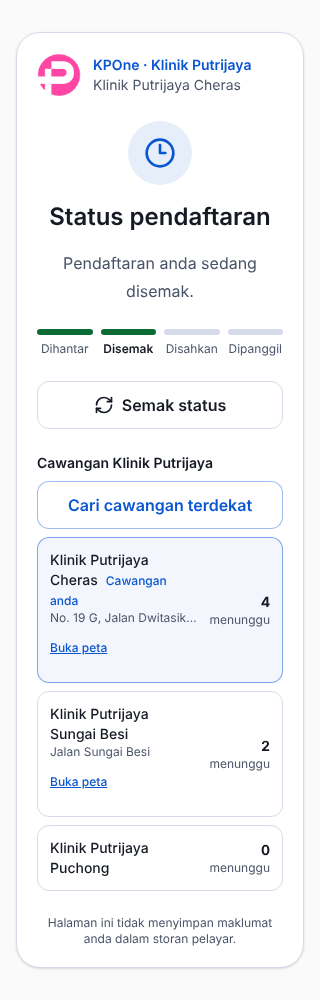 KPOne · Klinik Putrijaya
Klinik Putrijaya Cheras
Status pendaftaran
Pendaftaran anda sedang
disemak.
Dihantar
Disemak
Disahkan
Dipanggil
Semak status
Cawangan Klinik Putrijaya
Cari cawangan terdekat
Klinik Putrijaya
Cheras Cawangan
anda
No. 19 G, Jalan Dwitasik...
Buka peta
4
menunggu
Klinik Putrijaya
Sungai Besi
Jalan Sungai Besi
Buka peta
2
menunggu
Klinik Putrijaya
Puchong
0
menunggu
Halaman ini tidak menyimpan maklumat
anda dalam storan pelayar.